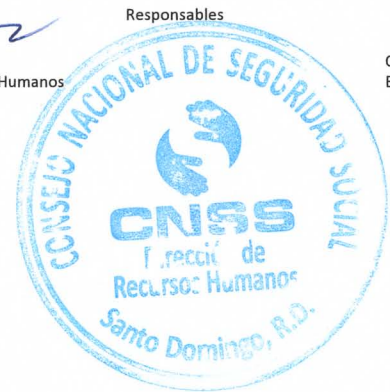 Responsables
Humanos
CONSEJO NACIONAL DE SEGURIDAD SOCIAL
CNSS
de
Recursos Humanos
Santo Domingo, R.D.